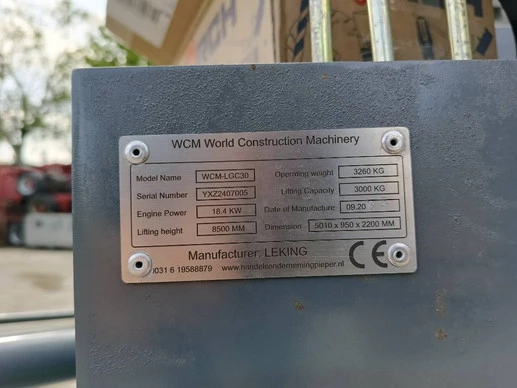 WCM World Construction Machinery
Model Name WCM-LGC30 Operating weight 3260 KG
Serial Number YXZ2407005 Lifting Capacity 3000 KG
Engine Power 18.4 KW Date of Manufacture 09.20
Lifting height 8500 MM Dimension 5010 x 950 x 2200 MM
Manufacturer: LEKING
0031 6 19588879 www.handelsondernemingpieper.nl CE